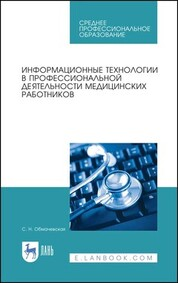 СРЕДНЕЕ
ПРОФЕССИОНАЛЬНОЕ
ОБРАЗОВАНИЕ
ИНФОРМАЦИОННЫЕ ТЕХНОЛОГИИ
В ПРОФЕССИОНАЛЬНОЙ
ДЕЯТЕЛЬНОСТИ МЕДИЦИНСКИХ
РАБОТНИКОВ
С. Н. Обмачевская
ЛАНЬ
E.LANBOOK.COM